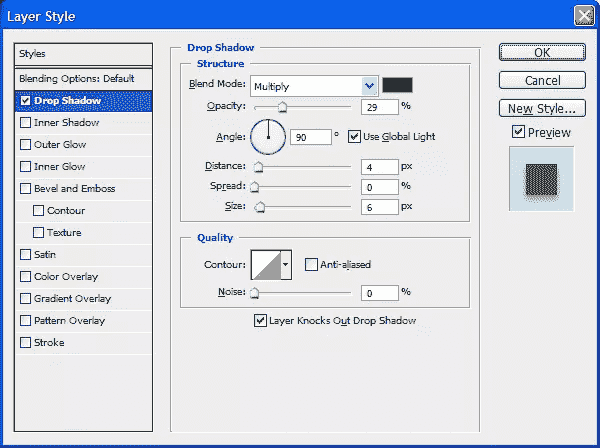 Layer Style
Styles
Blending Options: Default
Drop Shadow
Inner Shadow
Outer Glow
Inner Glow
Bevel and Emboss
Contour
Texture
Satin
Color Overlay
Gradient Overlay
Pattern Overlay
Stroke
Drop Shadow
Structure
Blend Mode: Multiply
Opacity: 29 %
Angle: 90 ° Use Global Light
Distance: 4 px
Spread: 0 %
Size: 6 px
Quality
Contour: Anti-aliased
Noise: 0 %
Layer Knocks Out Drop Shadow
OK
Cancel
New Style...
Preview